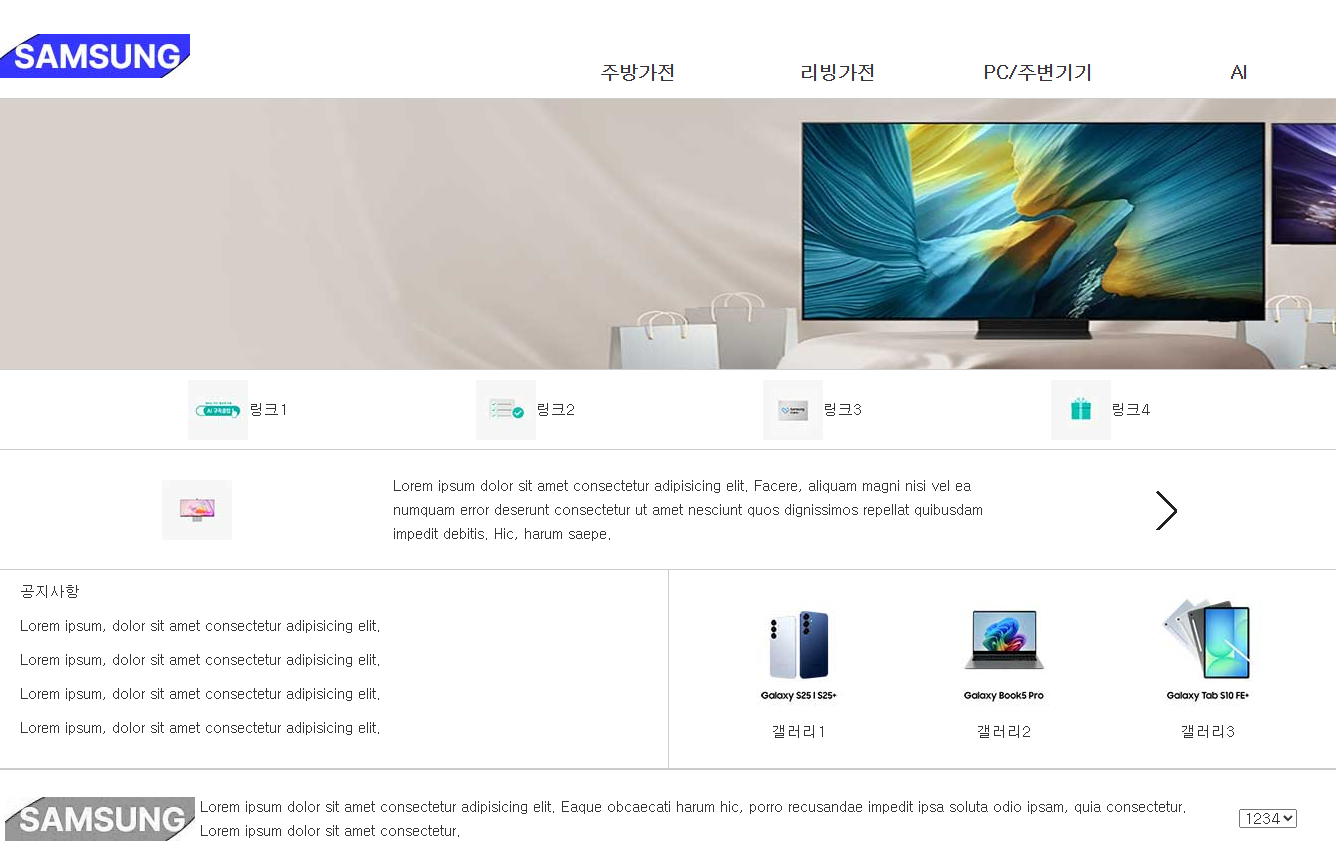 SAMSUNG
주방가전 리빙가전 PC/주변기기 AI
AI 구독클럽 링크1 링크2 링크3 링크4
Lorem ipsum dolor sit amet consectetur adipisicing elit. Facere, aliquam magni nisi vel ea
numquam error deserunt consectetur ut amet nesciunt quos dignissimos repellat quibusdam
impedit debitis. Hic, harum saepe.
공지사항
Lorem ipsum, dolor sit amet consectetur adipisicing elit.
Lorem ipsum, dolor sit amet consectetur adipisicing elit.
Lorem ipsum, dolor sit amet consectetur adipisicing elit.
Lorem ipsum, dolor sit amet consectetur adipisicing elit.
Galaxy S25 l S25+ Galaxy Book5 Pro Galaxy Tab S10 FE+
갤러리1 갤러리2 갤러리3
SAMSUNG
Lorem ipsum dolor sit amet consectetur adipisicing elit. Eaque obcaecati harum hic, porro recusandae impedit ipsa soluta odio ipsam, quia consectetur.
Lorem ipsum dolor sit amet consectetur.
1234